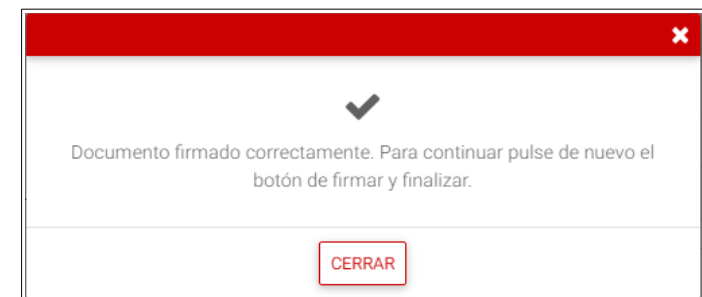 Documento firmado correctamente. Para continuar pulse de nuevo el
botón de firmar y finalizar.
CERRAR